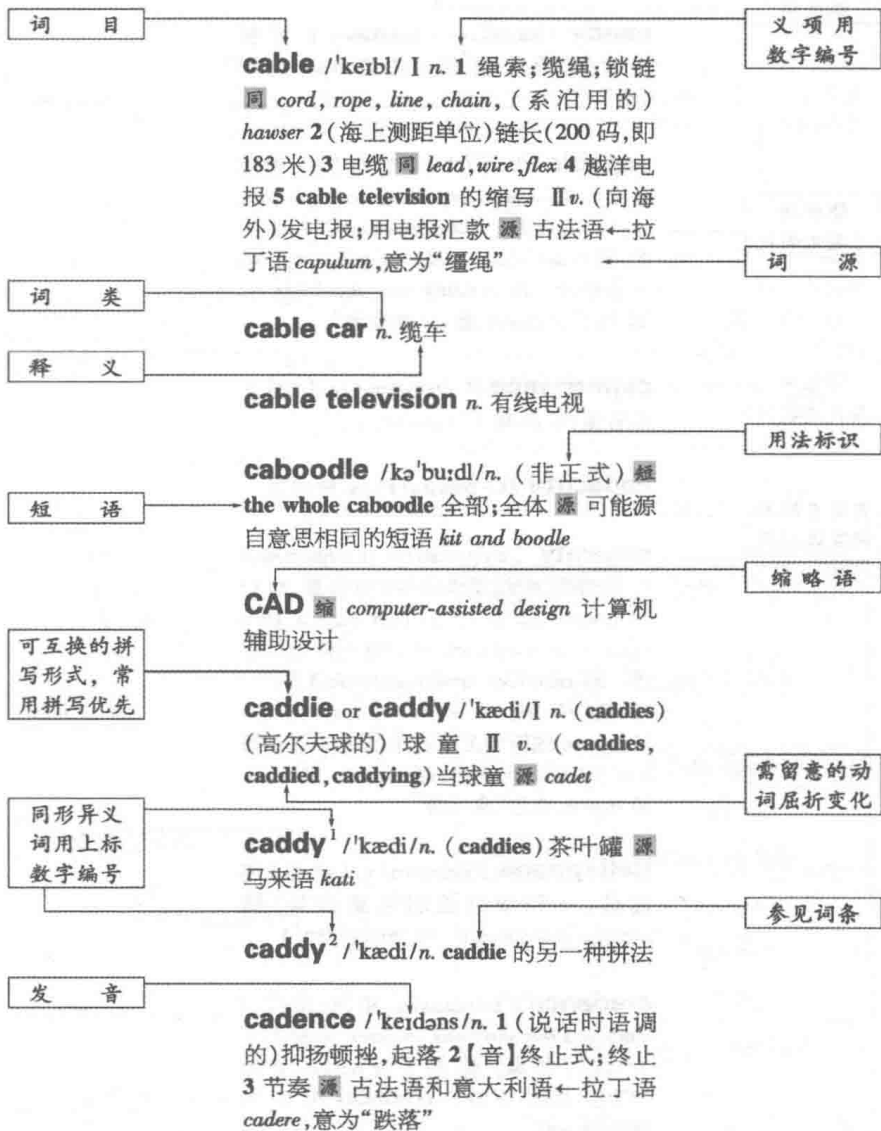 词 目
义 项 用
数字编号
cable /ˈkeɪbl/ Ⅰ n. 1 绳索;缆绳;锁链
同 cord, rope, line, chain, (系泊用的)
hawser 2 (海上测距单位)链长(200 码,即
183 米) 3 电缆 同 lead, wire, flex 4 越洋电
报 5 cable television 的缩写 Ⅱ v. (向海
外)发电报;用电报汇款 源 古法语←拉
丁语 capulum,意为“缰绳”
词 源
词 类
cable car n. 缆车
释 义
cable television n. 有线电视
用法标识
caboodle /kəˈbuːdl/n. (非正式) 短
短 语
the whole caboodle 全部;全体 源 可能源
自意思相同的短语 kit and boodle
缩 略 语
CAD 缩 computer-assisted design 计算机
辅助设计
可互换的拼
写形式，常
用拼写优先
caddie or caddy /ˈkædi/Ⅰ n. (caddies)
(高尔夫球的) 球 童 Ⅱ v. ( caddies,
caddied, caddying)当球童 源 cadet
需留意的动
词屈折变化
同形异义
词用上标
数字编号
caddy¹ /ˈkædi/n. (caddies) 茶叶罐 源
马来语 kati
参见词条
caddy² /ˈkædi/n. caddie 的另一种拼法
发 音
cadence /ˈkeɪdəns/n. 1 (说话时语调
的)抑扬顿挫,起落 2【音】终止式;终止
3 节奏 源 古法语和意大利语←拉丁语
cadere,意为“跌落”